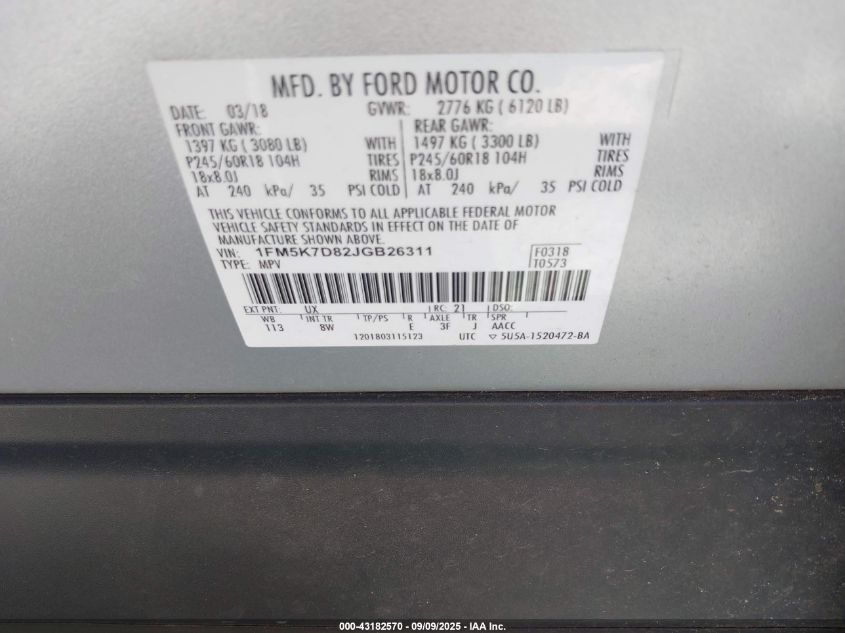 MFD. BY FORD MOTOR CO.
DATE: 03/18 GVWR: 2776 KG ( 6120 LB)
FRONT GAWR: REAR GAWR:
1397 KG ( 3080 LB) WITH 1497 KG ( 3300 LB) WITH
P245/60R18 104H TIRES P245/60R18 104H TIRES
18x8.0J RIMS 18x8.0J RIMS
AT 240 kPa/ 35 PSI COLD AT 240 kPa/ 35 PSI COLD
THIS VEHICLE CONFORMS TO ALL APPLICABLE FEDERAL MOTOR
VEHICLE SAFETY STANDARDS IN EFFECT ON THE DATE OF
MANUFACTURE SHOWN ABOVE.
VIN: 1FM5K7D82JGB26311 F0318
TYPE: MPV T0573
EXT PNT: UX RC: 21 DSO:
WB INT TR TP/PS R AXLE TR SPR
113 8W E 3F J AACC
1201803115123 UTC ▽ 5U5A-1520472-BA
000-43182570 - 09/09/2025 - IAA Inc.